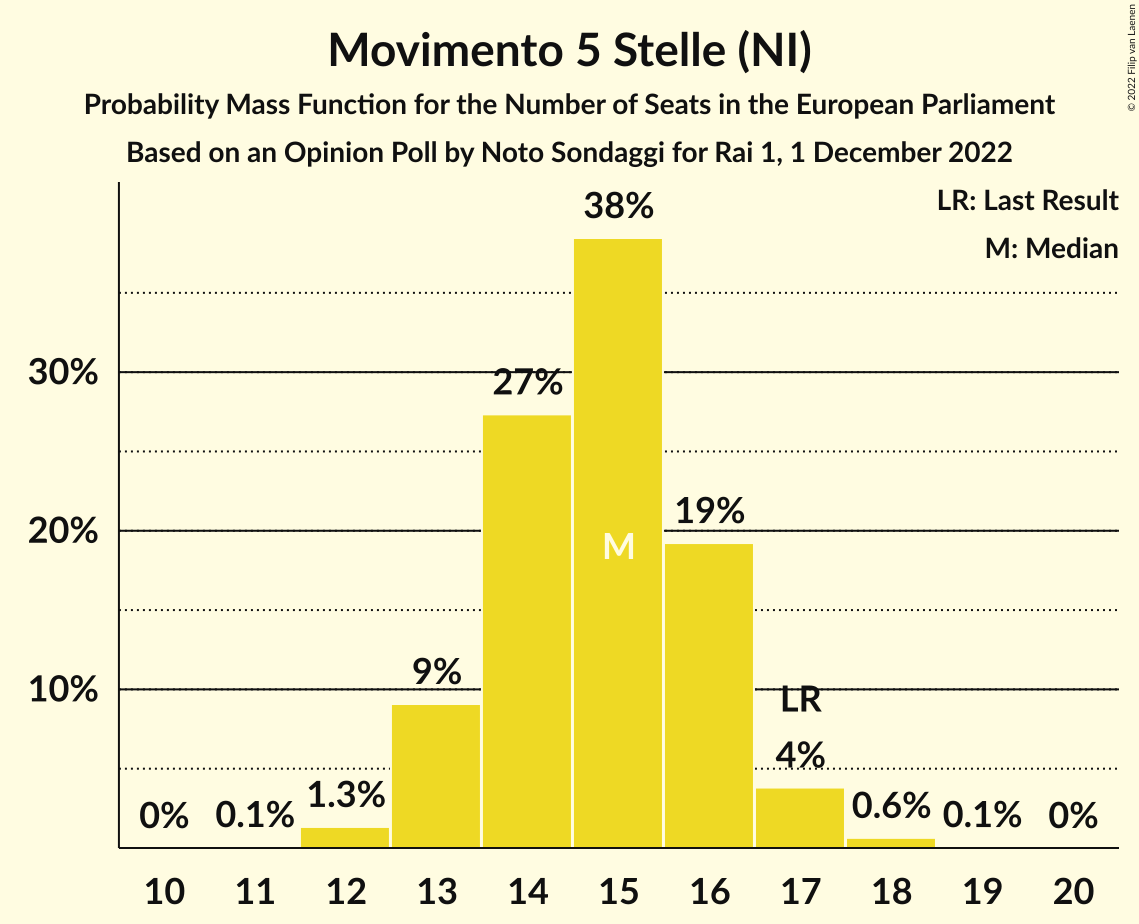 Movimento 5 Stelle (NI)
Probability Mass Function for the Number of Seats in the European Parliament
Based on an Opinion Poll by Noto Sondaggi for Rai 1, 1 December 2022
© 2022 Filip van Laenen
LR: Last Result
M: Median
38%
30%
27%
20%
19%
M
10%
9%
LR
4%
0%
0.1%
1.3%
0.6%
0.1%
0%
10 11 12 13 14 15 16 17 18 19 20